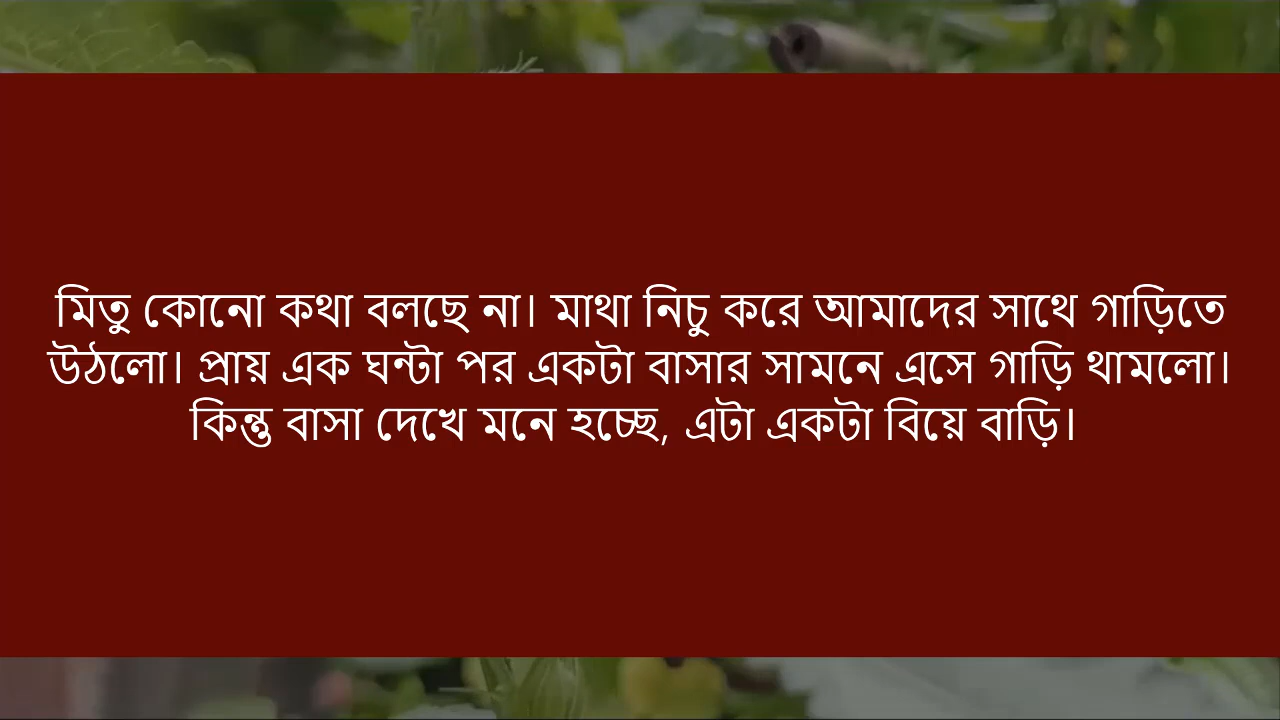 মিতু কোনো কথা বলছে না। মাথা নিচু করে আমাদের সাথে গাড়িতে
উঠলো। প্রায় এক ঘন্টা পর একটা বাসার সামনে এসে গাড়ি থামলো।
কিন্তু বাসা দেখে মনে হচ্ছে, এটা একটা বিয়ে বাড়ি।